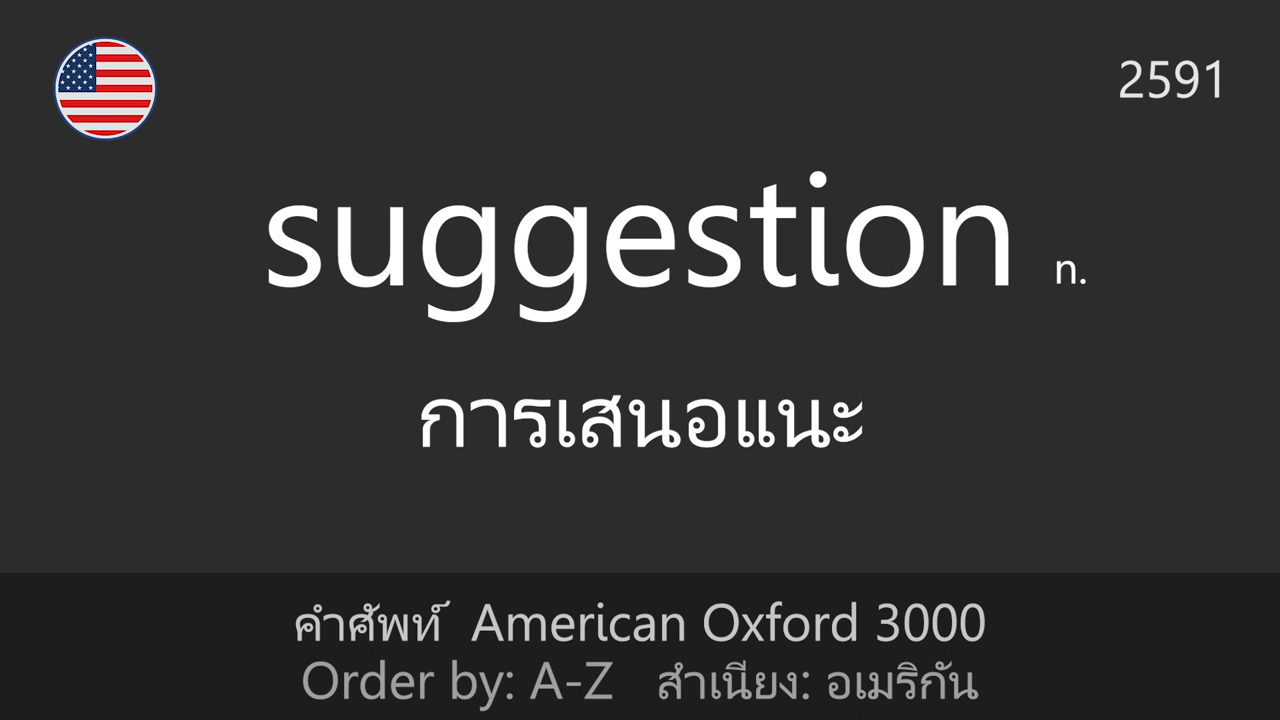 2591
suggestion n.
การเสนอแนะ
คำศัพท์ American Oxford 3000
Order by: A-Z สำเนียง: อเมริกัน